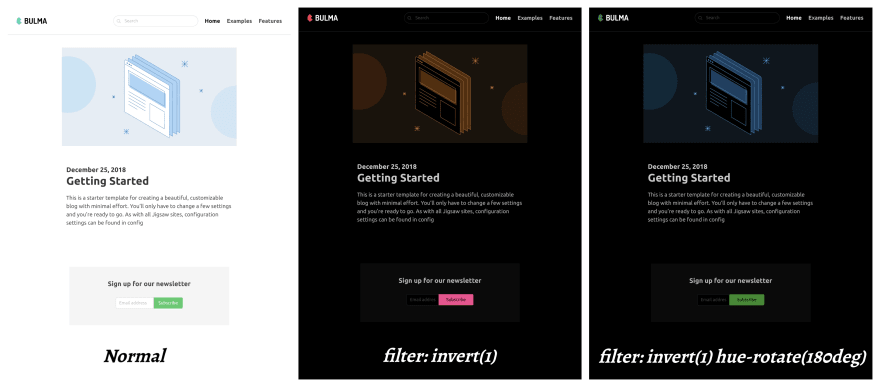 BULMA
Search
Home Examples Features
December 25, 2018
Getting Started
This is a starter template for creating a beautiful, customizable
blog with minimal effort. You'll only have to change a few settings
and you're ready to go. As with all Jigsaw sites, configuration
settings can be found in config
Sign up for our newsletter
Email address Subscribe
Normal
BULMA
Search
Home Examples Features
December 25, 2018
Getting Started
This is a starter template for creating a beautiful, customizable
blog with minimal effort. You'll only have to change a few settings
and you're ready to go. As with all Jigsaw sites, configuration
settings can be found in config
Sign up for our newsletter
Email address Subscribe
filter: invert(1)
BULMA
Search
Home Examples Features
December 25, 2018
Getting Started
This is a starter template for creating a beautiful, customizable
blog with minimal effort. You'll only have to change a few settings
and you're ready to go. As with all Jigsaw sites, configuration
settings can be found in config
Sign up for our newsletter
Email address Subscribe
filter: invert(1) hue-rotate(180deg)